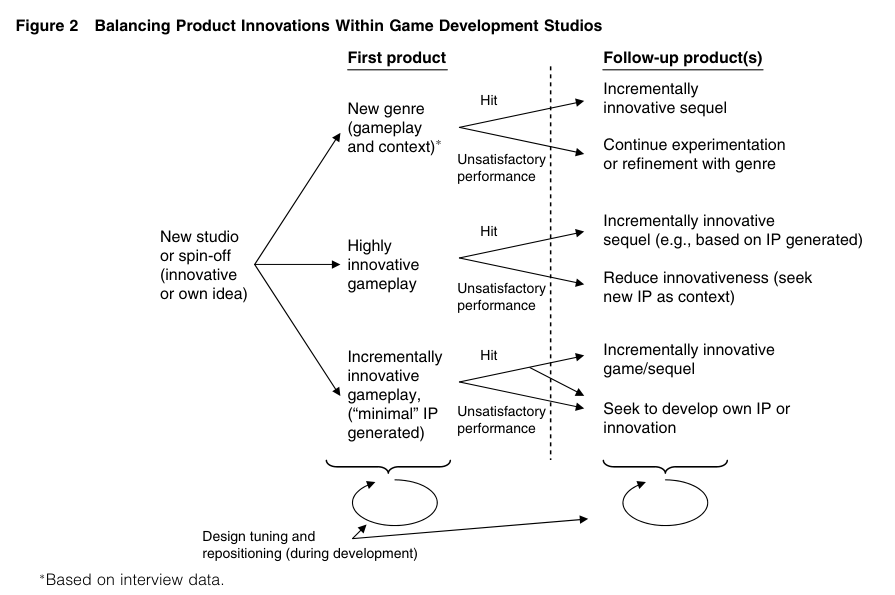 Figure 2 Balancing Product Innovations Within Game Development Studios
First product
Follow-up product(s)
New studio
or spin-off
(innovative
or own idea)
New genre
(gameplay
and context)*
Hit
Unsatisfactory
performance
Incrementally
innovative sequel
Continue experimentation
or refinement with genre
Highly
innovative
gameplay
Hit
Unsatisfactory
performance
Incrementally innovative
sequel (e.g., based on IP generated)
Reduce innovativeness (seek
new IP as context)
Incrementally
innovative
gameplay,
(“minimal” IP
generated)
Hit
Unsatisfactory
performance
Incrementally innovative
game/sequel
Seek to develop own IP or
innovation
Design tuning and
repositioning (during development)
*Based on interview data.